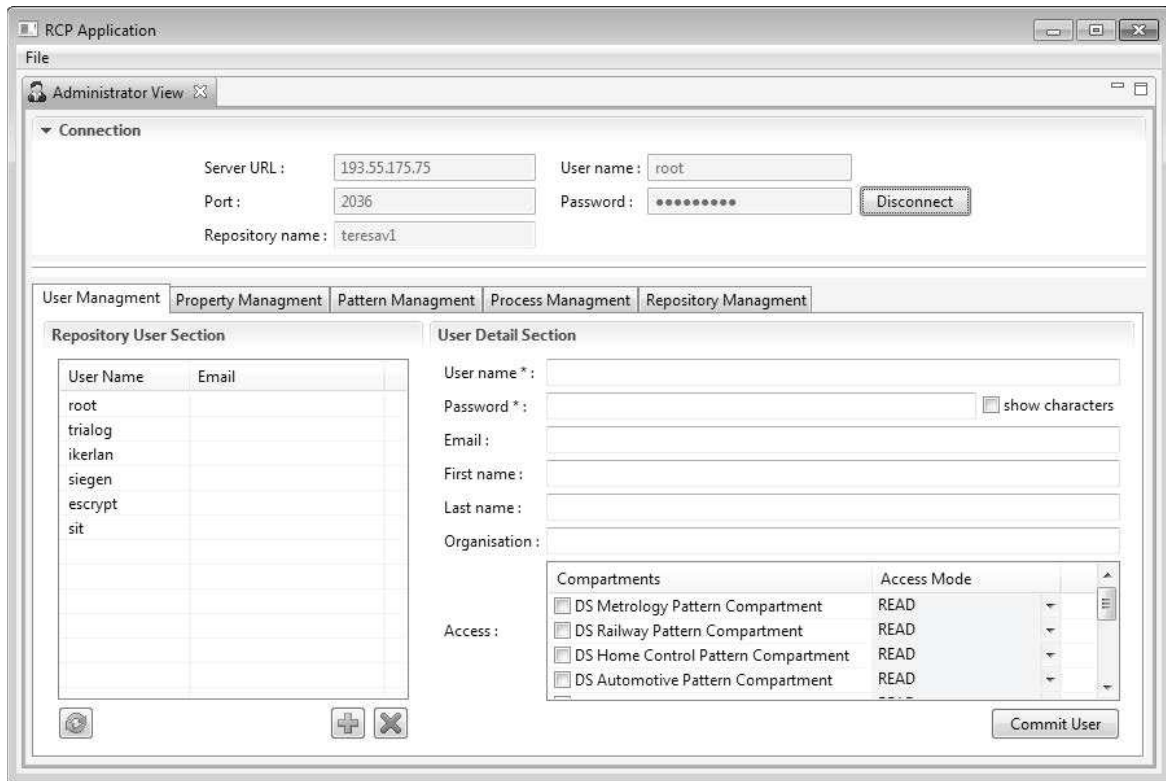 RCP Application
File
Administrator View
Connection
Server URL : 193.55.175.75 User name : root
Port : 2036 Password : ●●●●●●●●● Disconnect
Repository name : teresav1
User Managment Property Managment Pattern Managment Process Managment Repository Managment
Repository User Section User Detail Section
User Name Email
root
trialog
ikerlan
siegen
escrypt
sit
User name * :
Password * : show characters
Email :
First name :
Last name :
Organisation :
Compartments Access Mode
DS Metrology Pattern Compartment READ
Access : DS Railway Pattern Compartment READ
DS Home Control Pattern Compartment READ
DS Automotive Pattern Compartment READ
Commit User